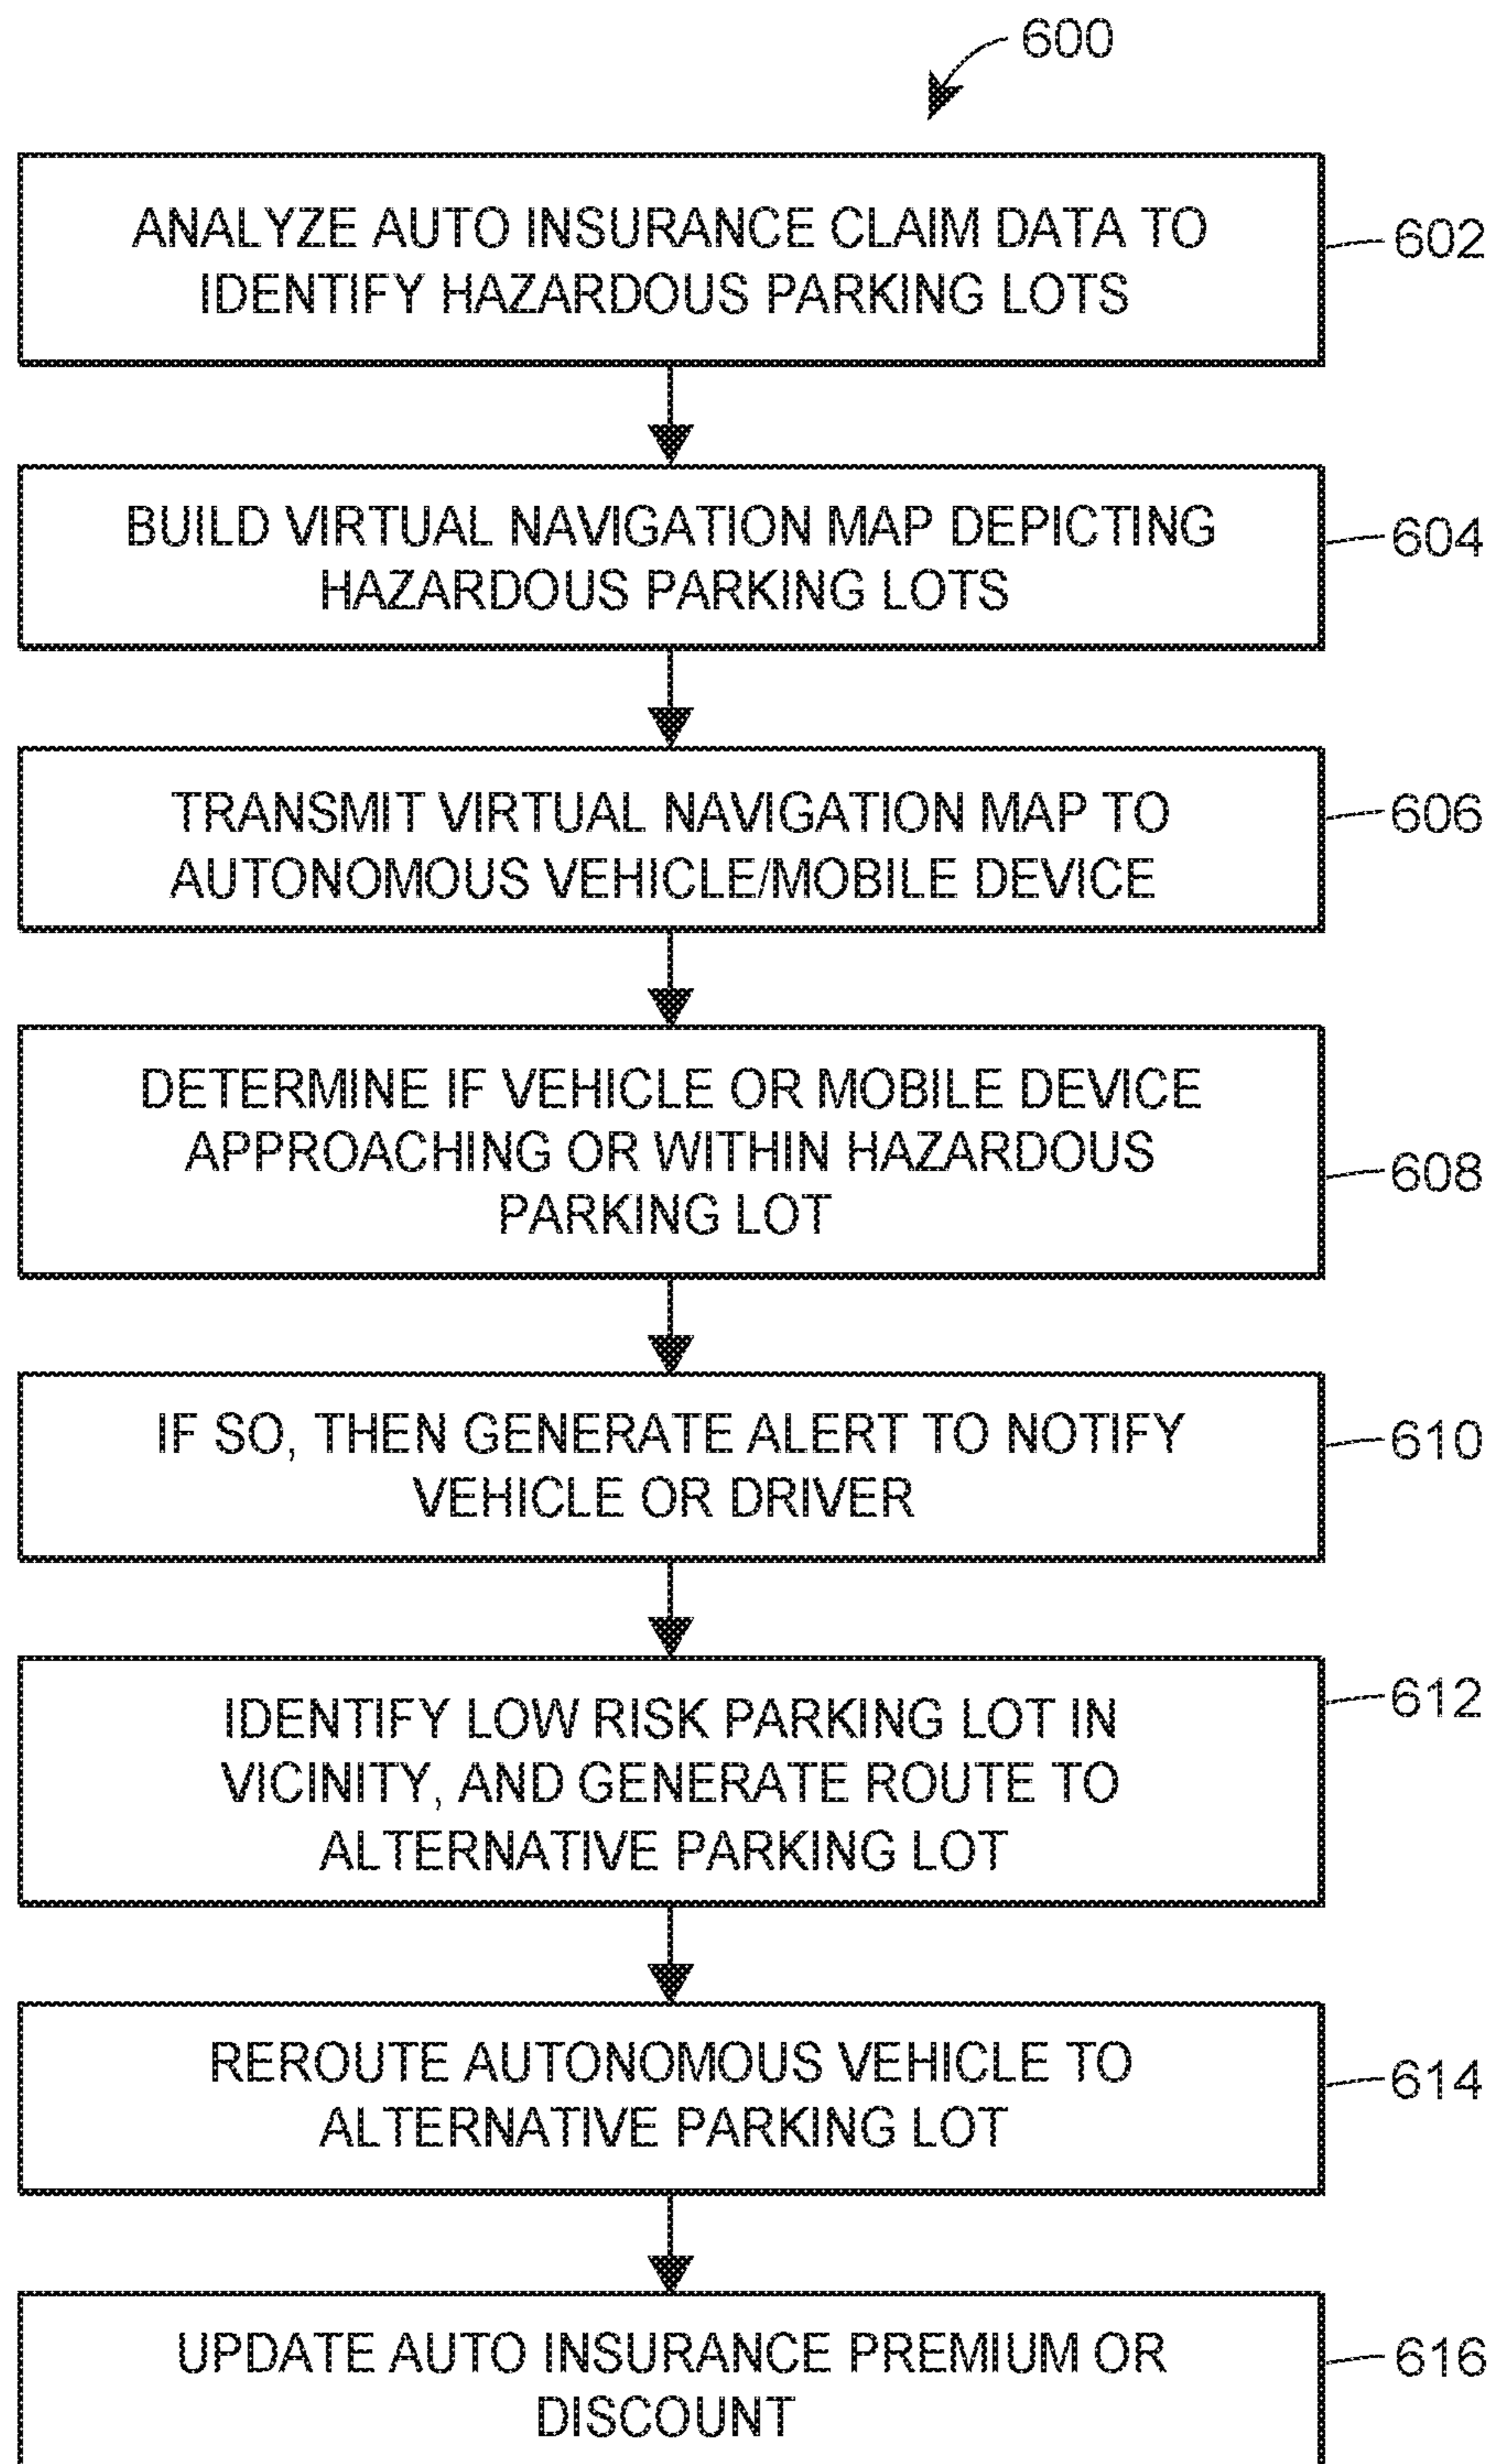 600
ANALYZE AUTO INSURANCE CLAIM DATA TO
IDENTIFY HAZARDOUS PARKING LOTS
602
BUILD VIRTUAL NAVIGATION MAP DEPICTING
HAZARDOUS PARKING LOTS
604
TRANSMIT VIRTUAL NAVIGATION MAP TO
AUTONOMOUS VEHICLE/MOBILE DEVICE
606
DETERMINE IF VEHICLE OR MOBILE DEVICE
APPROACHING OR WITHIN HAZARDOUS
PARKING LOT
608
IF SO, THEN GENERATE ALERT TO NOTIFY
VEHICLE OR DRIVER
610
IDENTIFY LOW RISK PARKING LOT IN
VICINITY, AND GENERATE ROUTE TO
ALTERNATIVE PARKING LOT
612
REROUTE AUTONOMOUS VEHICLE TO
ALTERNATIVE PARKING LOT
614
UPDATE AUTO INSURANCE PREMIUM OR
DISCOUNT
616